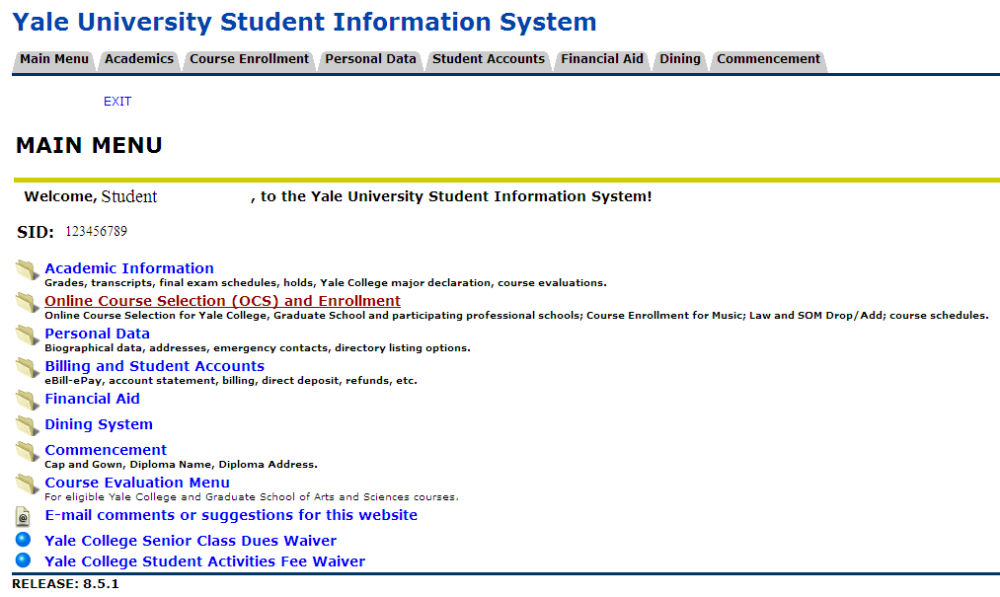 Yale University Student Information System
Main Menu Academics Course Enrollment Personal Data Student Accounts Financial Aid Dining Commencement
EXIT
MAIN MENU
Welcome, Student , to the Yale University Student Information System!
SID: 123456789
Academic Information
Grades, transcripts, final exam schedules, holds, Yale College major declaration, course evaluations.
Online Course Selection (OCS) and Enrollment
Online Course Selection for Yale College, Graduate School and participating professional schools; Course Enrollment for Music; Law and SOM Drop/Add; course schedules.
Personal Data
Biographical data, addresses, emergency contacts, directory listing options.
Billing and Student Accounts
eBill-ePay, account statement, billing, direct deposit, refunds, etc.
Financial Aid
Dining System
Commencement
Cap and Gown, Diploma Name, Diploma Address.
Course Evaluation Menu
For eligible Yale College and Graduate School of Arts and Sciences courses.
E-mail comments or suggestions for this website
Yale College Senior Class Dues Waiver
Yale College Student Activities Fee Waiver
RELEASE: 8.5.1